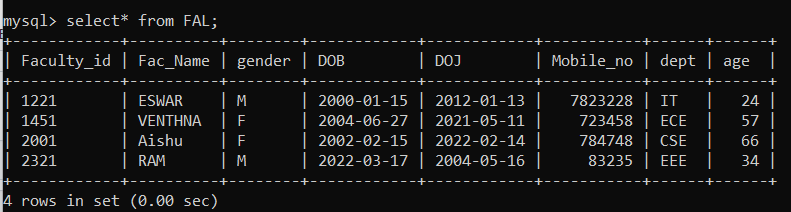 mysql> select* from FAL;
+------------+----------+--------+------------+------------+-----------+------+------+
| Faculty_id | Fac_Name | gender | DOB        | DOJ        | Mobile_no | dept | age  |
+------------+----------+--------+------------+------------+-----------+------+------+
| 1221       | ESWAR    | M      | 2000-01-15 | 2012-01-13 |   7823228 | IT   |   24 |
| 1451       | VENTHNA  | F      | 2004-06-27 | 2021-05-11 |    723458 | ECE  |   57 |
| 2001       | Aishu    | F      | 2002-02-15 | 2022-02-14 |    784748 | CSE  |   66 |
| 2321       | RAM      | M      | 2022-03-17 | 2004-05-16 |     83235 | EEE  |   34 |
+------------+----------+--------+------------+------------+-----------+------+------+
4 rows in set (0.00 sec)